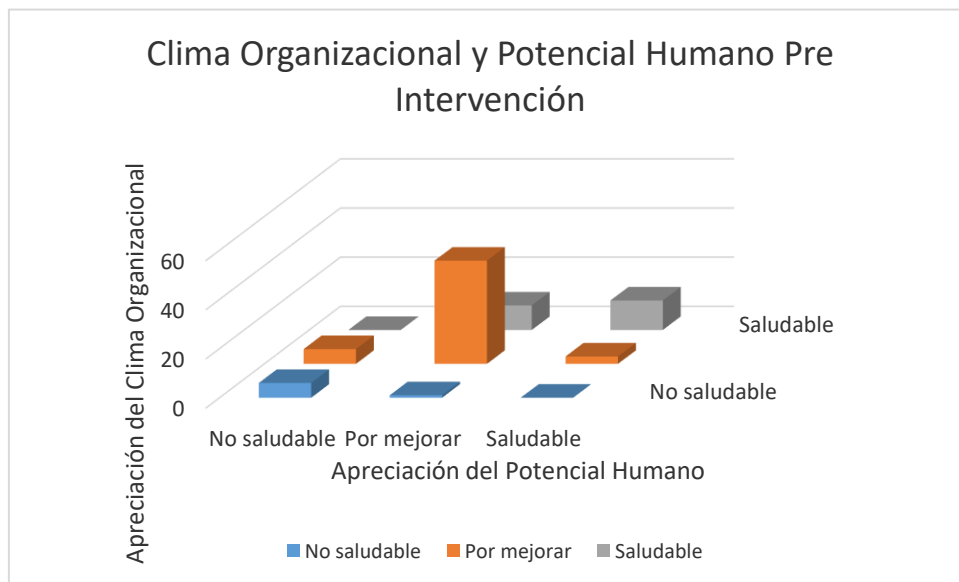 Clima Organizacional y Potencial Humano Pre
Intervención
Apreciación del Clima Organizacional
60
40
20
0
Saludable
No saludable
No saludable Por mejorar Saludable
Apreciación del Potencial Humano
No saludable Por mejorar Saludable